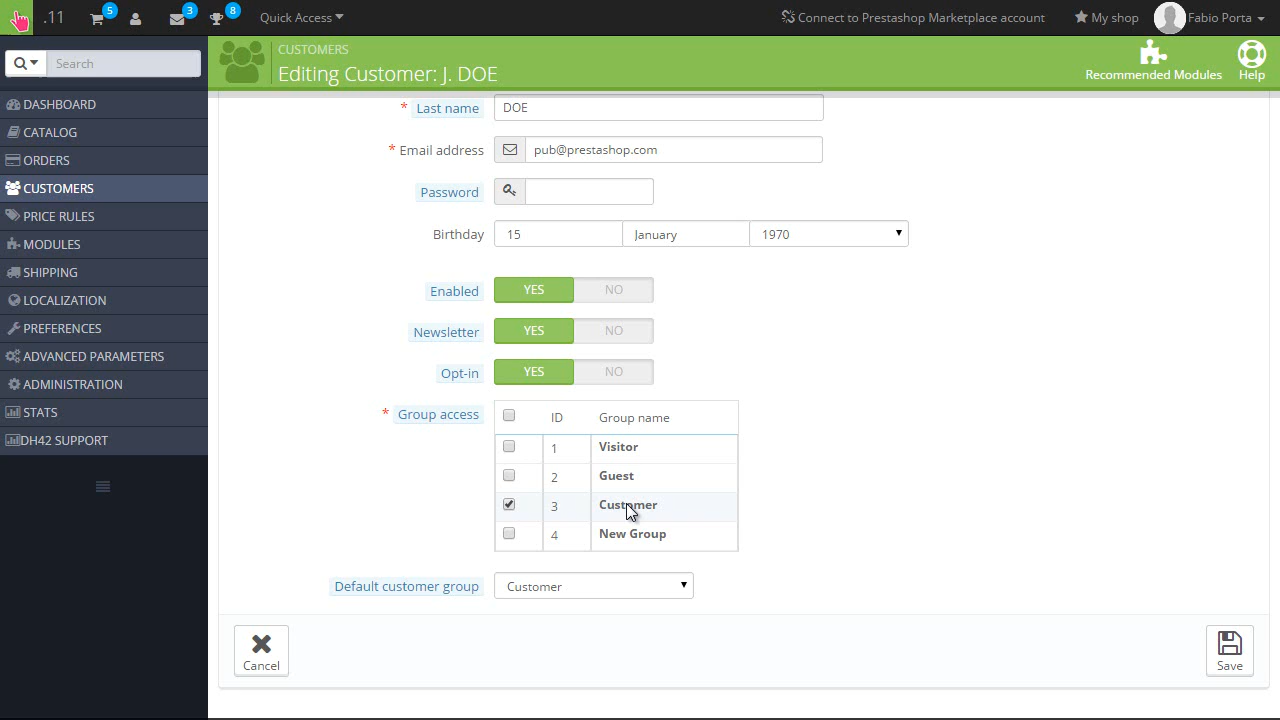 .11 5 3 8 Quick Access Connect to Prestashop Marketplace account My shop Fabio Porta
Search
CUSTOMERS
Editing Customer: J. DOE
Recommended Modules
Help
DASHBOARD
CATALOG
ORDERS
CUSTOMERS
PRICE RULES
MODULES
SHIPPING
LOCALIZATION
PREFERENCES
ADVANCED PARAMETERS
ADMINISTRATION
STATS
DH42 SUPPORT
* Last name DOE
* Email address pub@prestashop.com
Password
Birthday 15 January 1970
Enabled YES NO
Newsletter YES NO
Opt-in YES NO
* Group access ID Group name
1 Visitor
2 Guest
3 Customer
4 New Group
Default customer group Customer
Cancel
Save